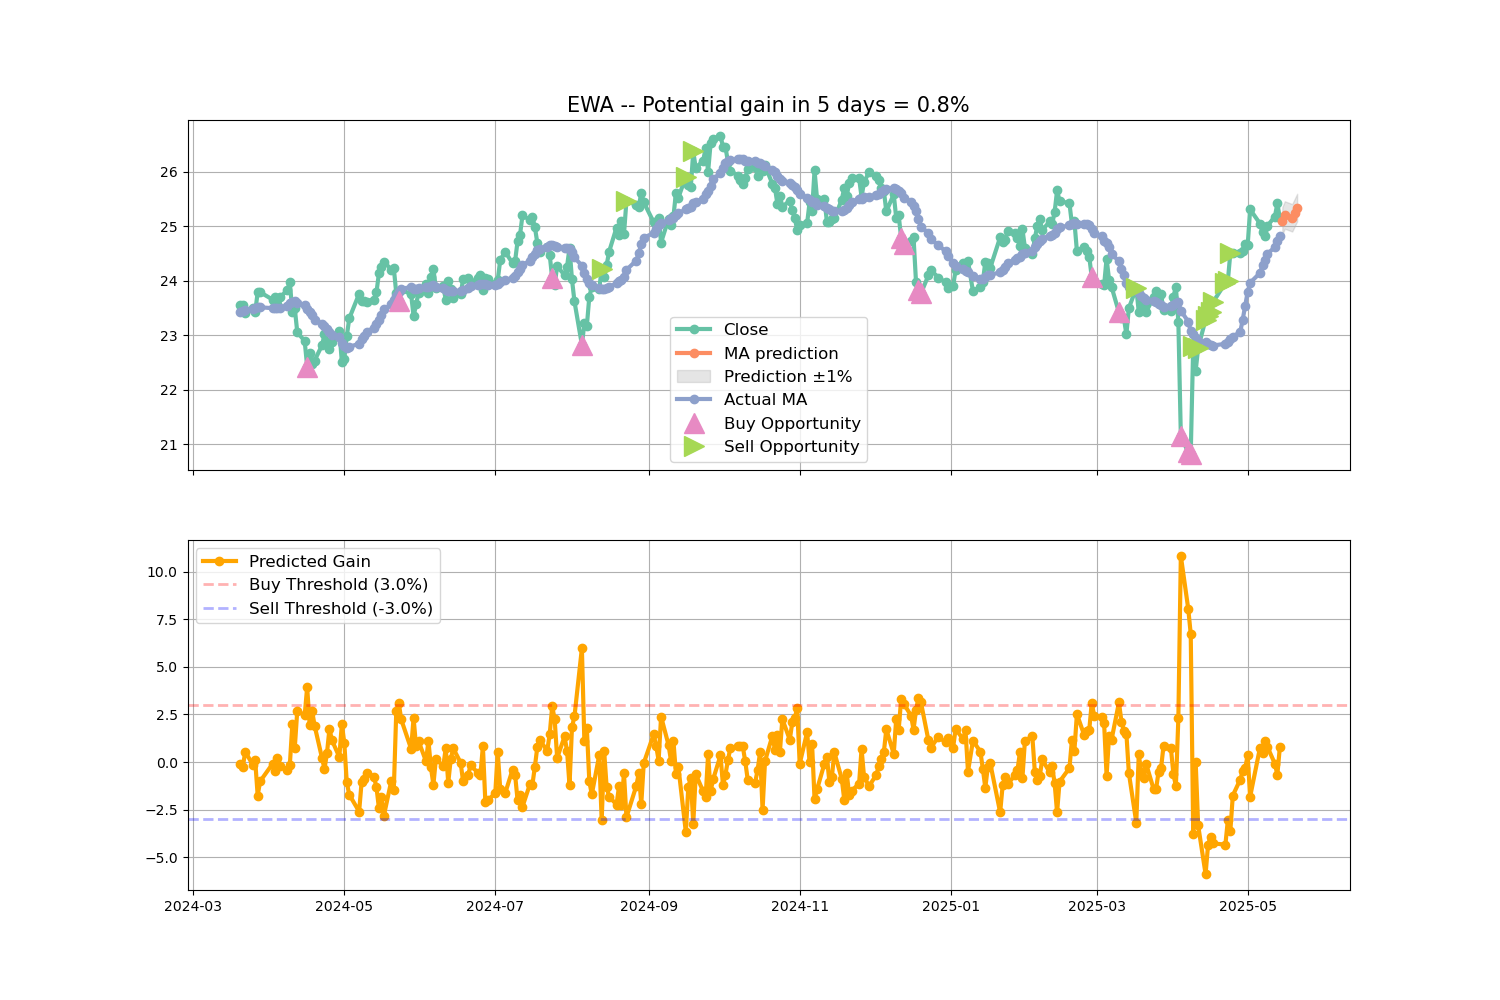 EWA -- Potential gain in 5 days = 0.8%
26
25
24
23
22
21
Close
MA prediction
Prediction ±1%
Actual MA
Buy Opportunity
Sell Opportunity
10.0
7.5
5.0
2.5
0.0
−2.5
−5.0
Predicted Gain
Buy Threshold (3.0%)
Sell Threshold (-3.0%)
2024-03
2024-05
2024-07
2024-09
2024-11
2025-01
2025-03
2025-05